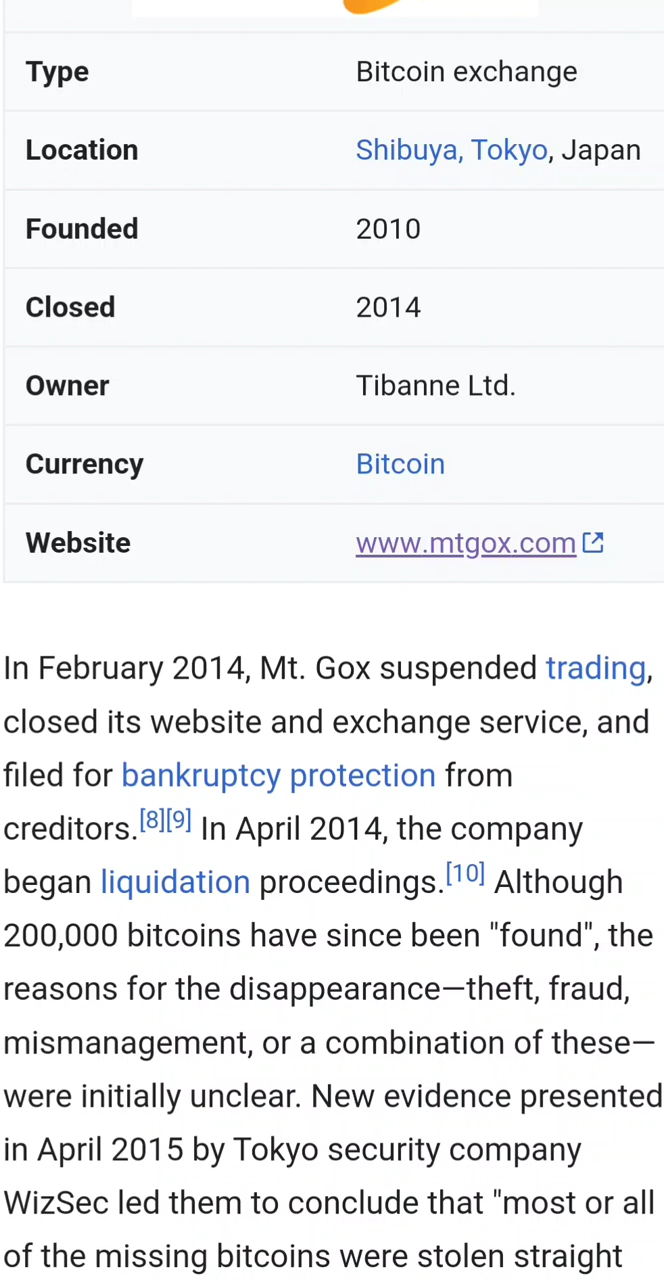 Type Bitcoin exchange
Location Shibuya, Tokyo, Japan
Founded 2010
Closed 2014
Owner Tibanne Ltd.
Currency Bitcoin
Website www.mtgox.com
In February 2014, Mt. Gox suspended trading,
closed its website and exchange service, and
filed for bankruptcy protection from
creditors.[8][9] In April 2014, the company
began liquidation proceedings.[10] Although
200,000 bitcoins have since been "found", the
reasons for the disappearance—theft, fraud,
mismanagement, or a combination of these—
were initially unclear. New evidence presented
in April 2015 by Tokyo security company
WizSec led them to conclude that "most or all
of the missing bitcoins were stolen straight